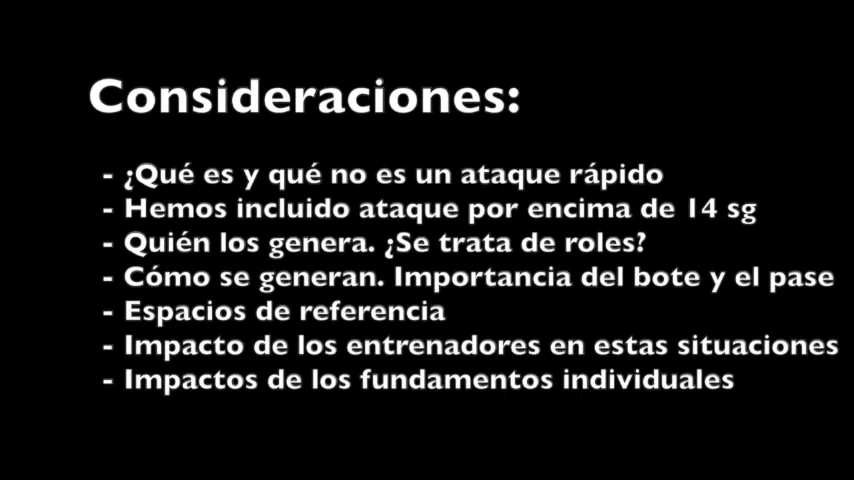 Consideraciones:
- ¿Qué es y qué no es un ataque rápido
- Hemos incluido ataque por encima de 14 sg
- Quién los genera. ¿Se trata de roles?
- Cómo se generan. Importancia del bote y el pase
- Espacios de referencia
- Impacto de los entrenadores en estas situaciones
- Impactos de los fundamentos individuales